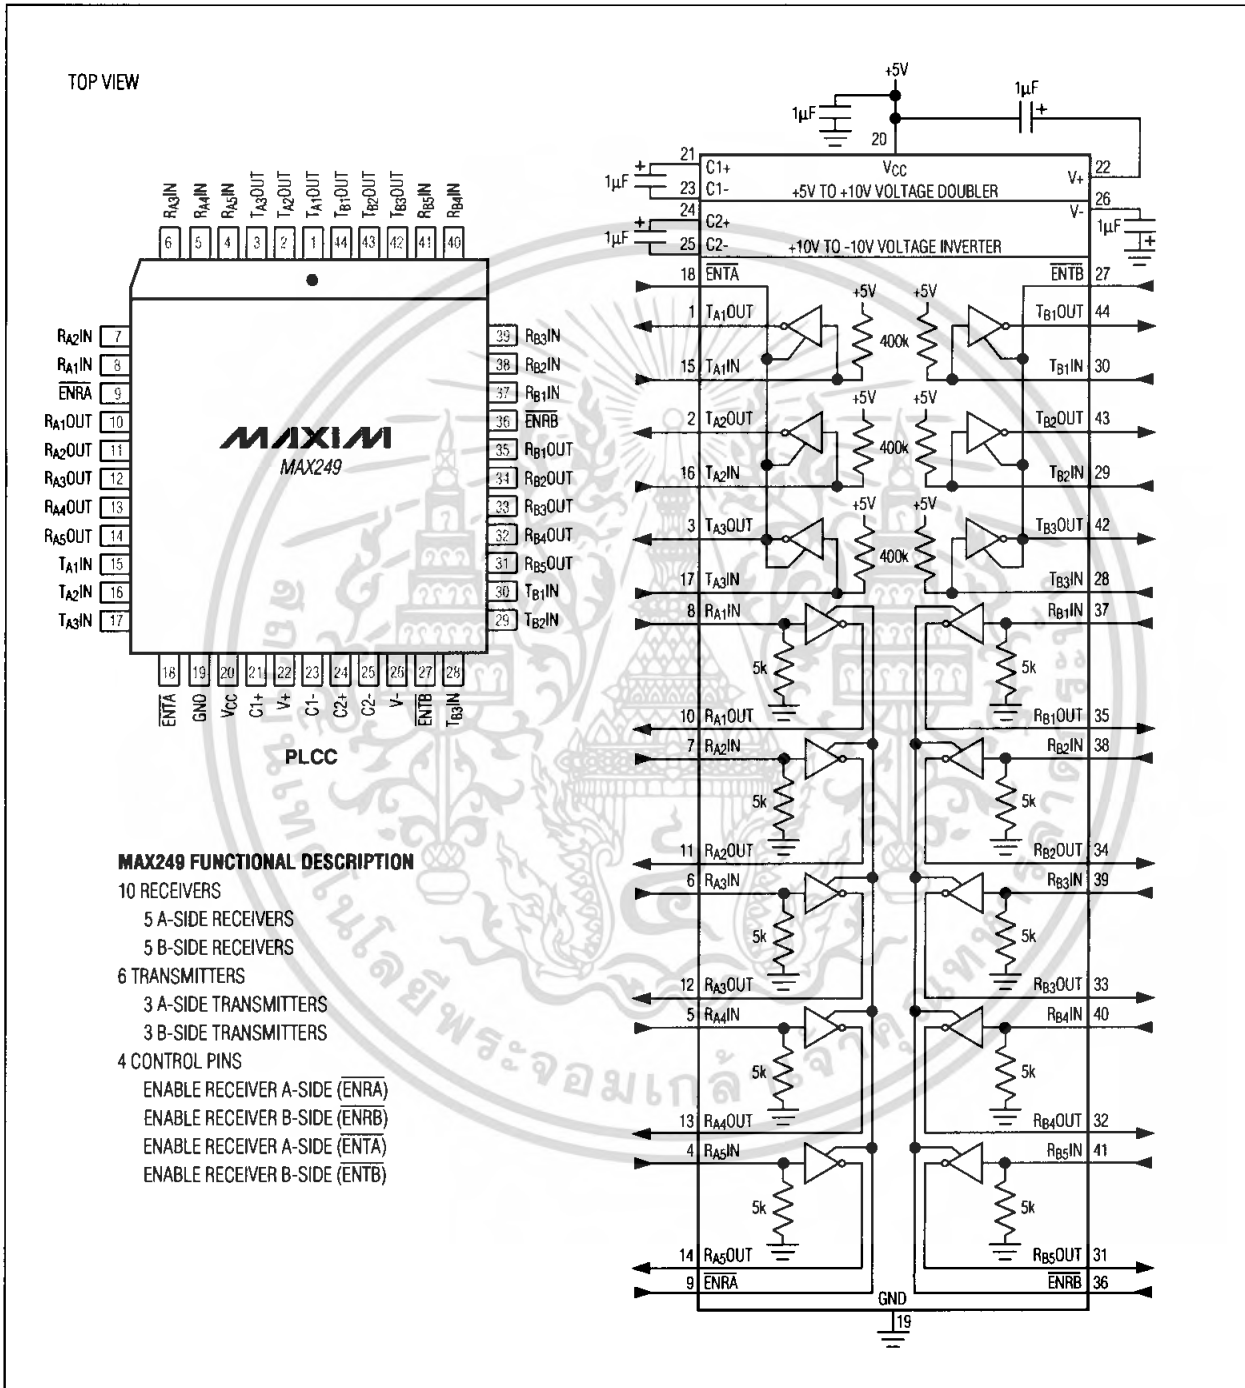 TOP VIEW
RA3IN RA4IN RA5IN TA3OUT TA2OUT TA1OUT TB1OUT TB2OUT TB3OUT RB5IN RB4IN
6 5 4 3 2 1 44 43 42 41 40
RA2IN 7
RA1IN 8
ENRA 9
RA1OUT 10
RA2OUT 11
RA3OUT 12
RA4OUT 13
RA5OUT 14
TA1IN 15
TA2IN 16
TA3IN 17
MAXIM
MAX249
39 RB3IN
38 RB2IN
37 RB1IN
36 ENRB
35 RB1OUT
34 RB2OUT
33 RB3OUT
32 RB4OUT
31 RB5OUT
30 TB1IN
29 TB2IN
18 19 20 21 22 23 24 25 26 27 28
ENTA GND VCC C1+ V+ C1- C2+ C2- V- ENTB TB3IN
PLCC
MAX249 FUNCTIONAL DESCRIPTION
10 RECEIVERS
5 A-SIDE RECEIVERS
5 B-SIDE RECEIVERS
6 TRANSMITTERS
3 A-SIDE TRANSMITTERS
3 B-SIDE TRANSMITTERS
4 CONTROL PINS
ENABLE RECEIVER A-SIDE (ENRA)
ENABLE RECEIVER B-SIDE (ENRB)
ENABLE RECEIVER A-SIDE (ENTA)
ENABLE RECEIVER B-SIDE (ENTB)
+5V
1µF 1µF +
20
21 C1+ VCC V+ 22
+ 1µF
23 C1- +5V TO +10V VOLTAGE DOUBLER
V- 26
24 C2+
+ 1µF 1µF +
25 C2- +10V TO -10V VOLTAGE INVERTER
18 ENTA ENTB 27
+5V +5V
1 TA1OUT TB1OUT 44
400k
15 TA1IN TB1IN 30
+5V +5V
2 TA2OUT TB2OUT 43
400k
16 TA2IN TB2IN 29
+5V +5V
3 TA3OUT TB3OUT 42
400k
17 TA3IN TB3IN 28
8 RA1IN RB1IN 37
5k 5k
10 RA1OUT RB1OUT 35
7 RA2IN RB2IN 38
5k 5k
11 RA2OUT RB2OUT 34
6 RA3IN RB3IN 39
5k 5k
12 RA3OUT RB3OUT 33
5 RA4IN RB4IN 40
5k 5k
13 RA4OUT RB4OUT 32
4 RA5IN RB5IN 41
5k 5k
14 RA5OUT RB5OUT 31
9 ENRA ENRB 36
GND
19